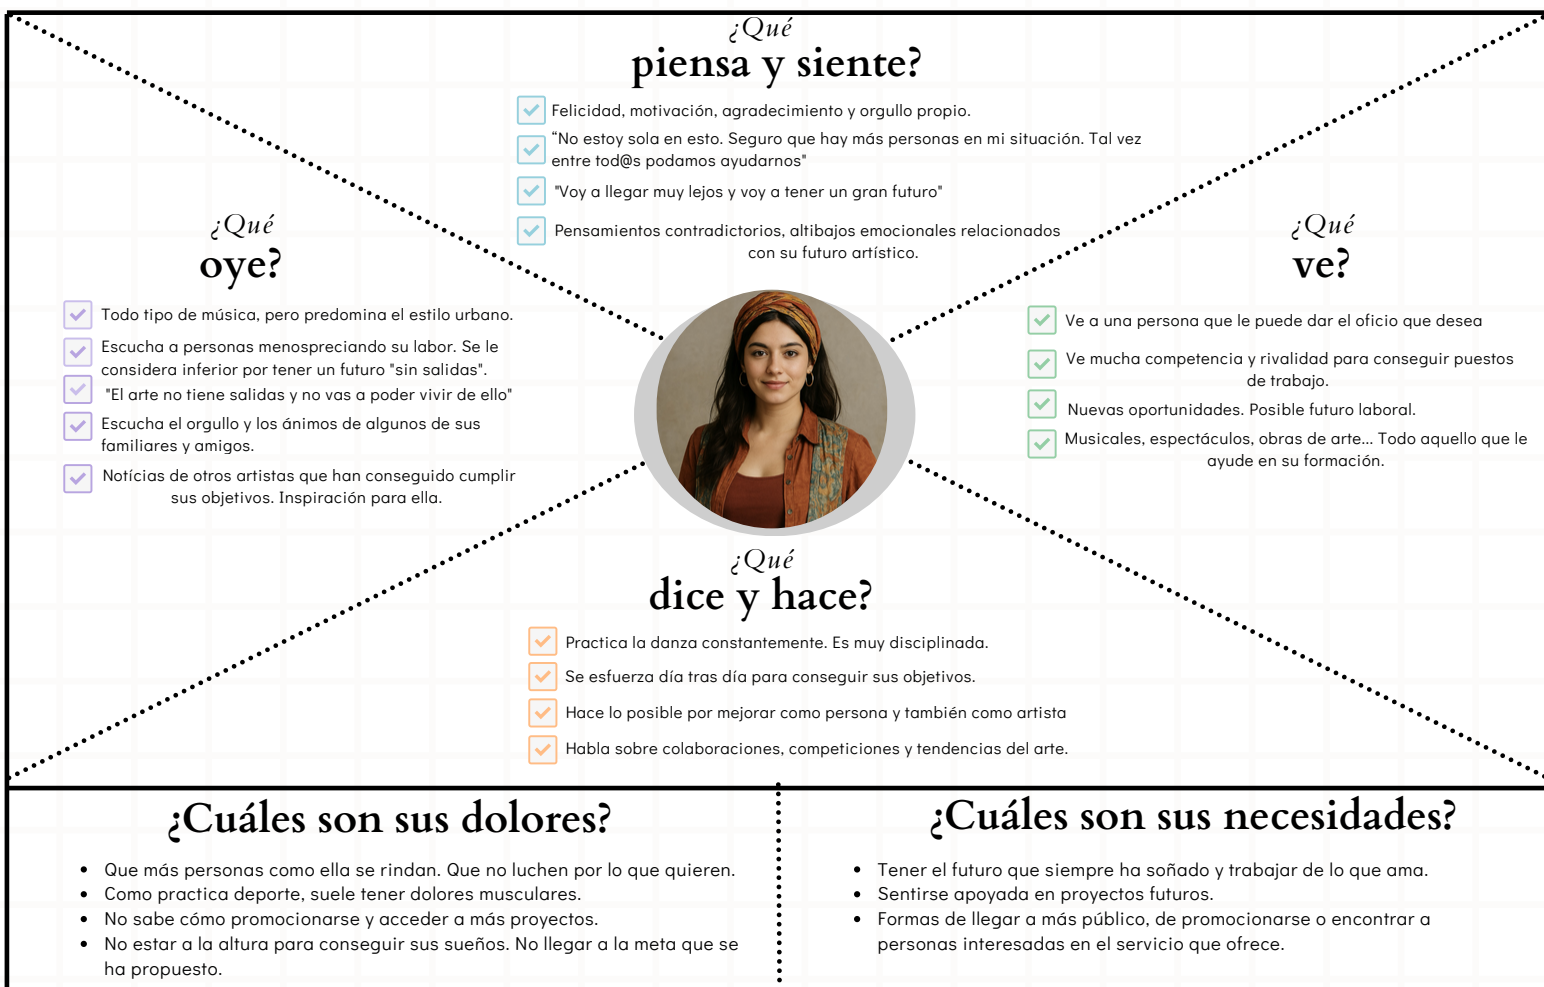 ¿Qué
piensa y siente?
Felicidad, motivación, agradecimiento y orgullo propio.
“No estoy sola en esto. Seguro que hay más personas en mi situación. Tal vez
entre tod@s podamos ayudarnos"
"Voy a llegar muy lejos y voy a tener un gran futuro"
Pensamientos contradictorios, altibajos emocionales relacionados
con su futuro artístico.
¿Qué
oye?
Todo tipo de música, pero predomina el estilo urbano.
Escucha a personas menospreciando su labor. Se le
considera inferior por tener un futuro "sin salidas".
"El arte no tiene salidas y no vas a poder vivir de ello"
Escucha el orgullo y los ánimos de algunos de sus
familiares y amigos.
Notícias de otros artistas que han conseguido cumplir
sus objetivos. Inspiración para ella.
¿Qué
ve?
Ve a una persona que le puede dar el oficio que desea
Ve mucha competencia y rivalidad para conseguir puestos
de trabajo.
Nuevas oportunidades. Posible futuro laboral.
Musicales, espectáculos, obras de arte... Todo aquello que le
ayude en su formación.
¿Qué
dice y hace?
Practica la danza constantemente. Es muy disciplinada.
Se esfuerza día tras día para conseguir sus objetivos.
Hace lo posible por mejorar como persona y también como artista
Habla sobre colaboraciones, competiciones y tendencias del arte.
¿Cuáles son sus dolores?
• Que más personas como ella se rindan. Que no luchen por lo que quieren.
• Como practica deporte, suele tener dolores musculares.
• No sabe cómo promocionarse y acceder a más proyectos.
• No estar a la altura para conseguir sus sueños. No llegar a la meta que se
ha propuesto.
¿Cuáles son sus necesidades?
• Tener el futuro que siempre ha soñado y trabajar de lo que ama.
• Sentirse apoyada en proyectos futuros.
• Formas de llegar a más público, de promocionarse o encontrar a
personas interesadas en el servicio que ofrece.